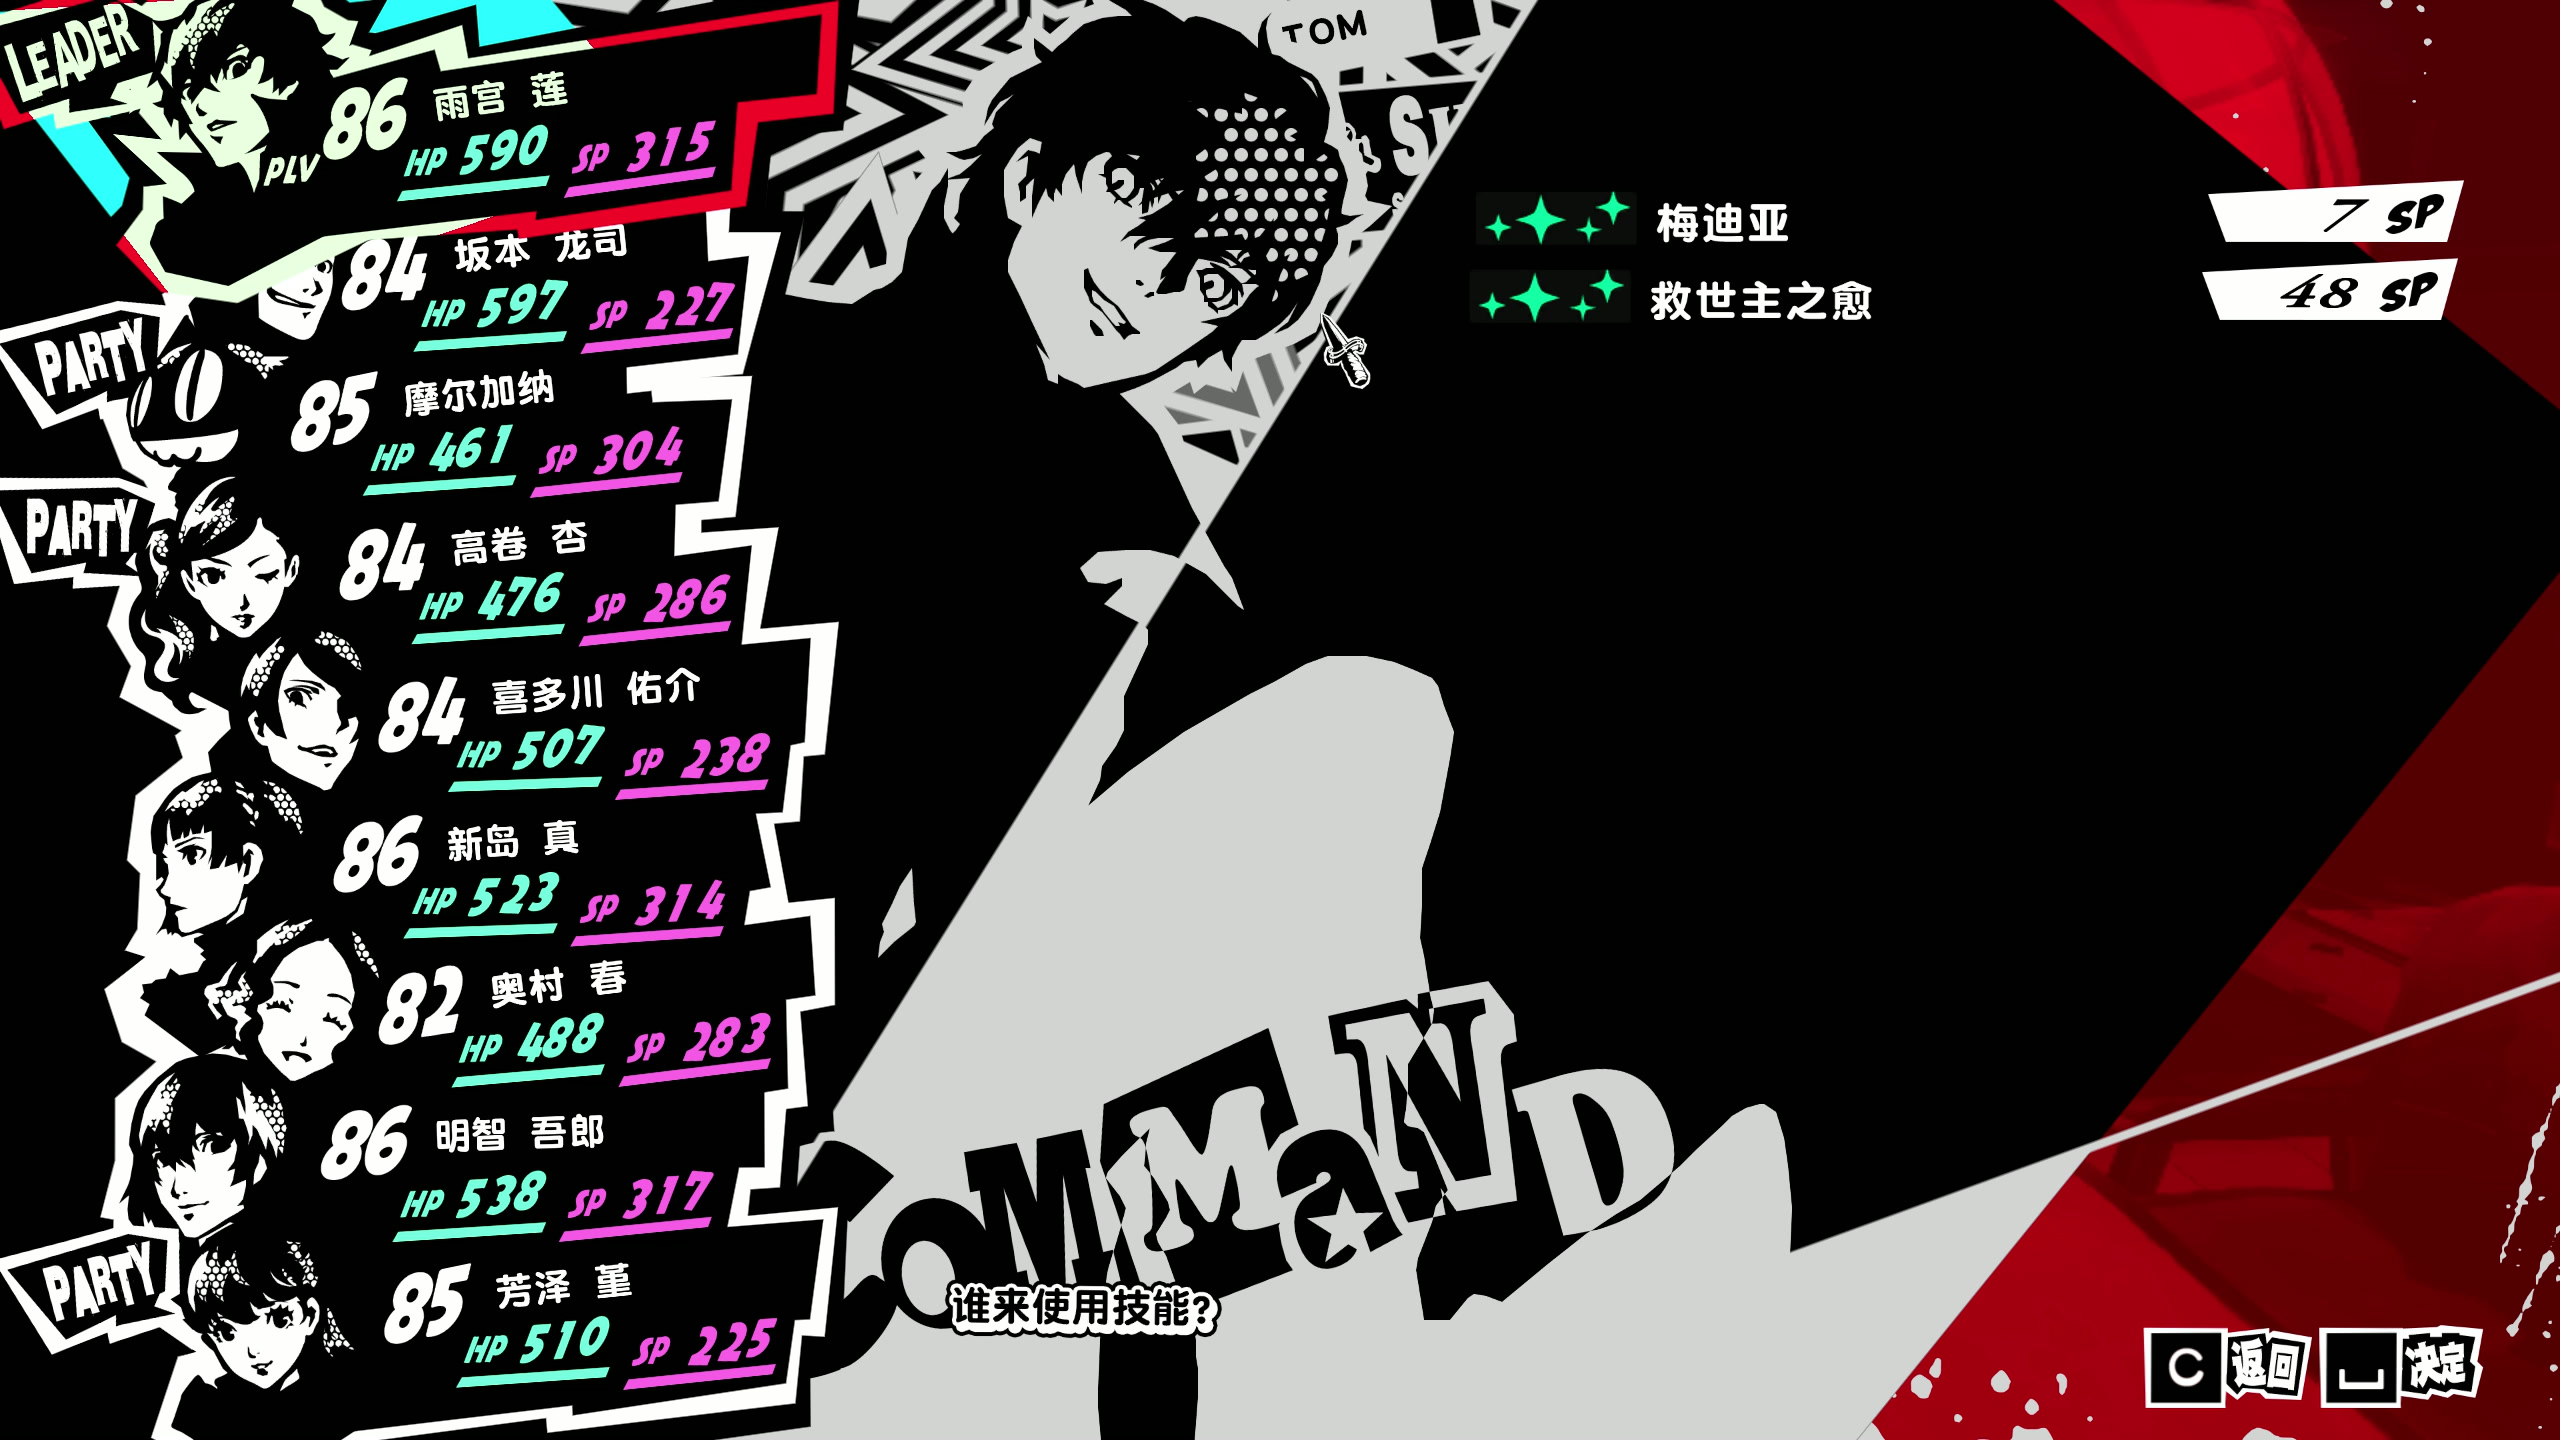 LEADER
PLV 86 雨宫 莲
HP 590 SP 315
84 坂本 龙司
HP 597 SP 227
PARTY
85 摩尔加纳
HP 461 SP 304
PARTY
84 高卷 杏
HP 476 SP 286
84 喜多川 佑介
HP 507 SP 238
86 新岛 真
HP 523 SP 314
82 奥村 春
HP 488 SP 283
86 明智 吾郎
HP 538 SP 317
PARTY
85 芳泽 堇
HP 510 SP 225
TOM
梅迪亚 7 SP
救世主之愈 48 SP
COMMaND
谁来使用技能?
C 返回 决定